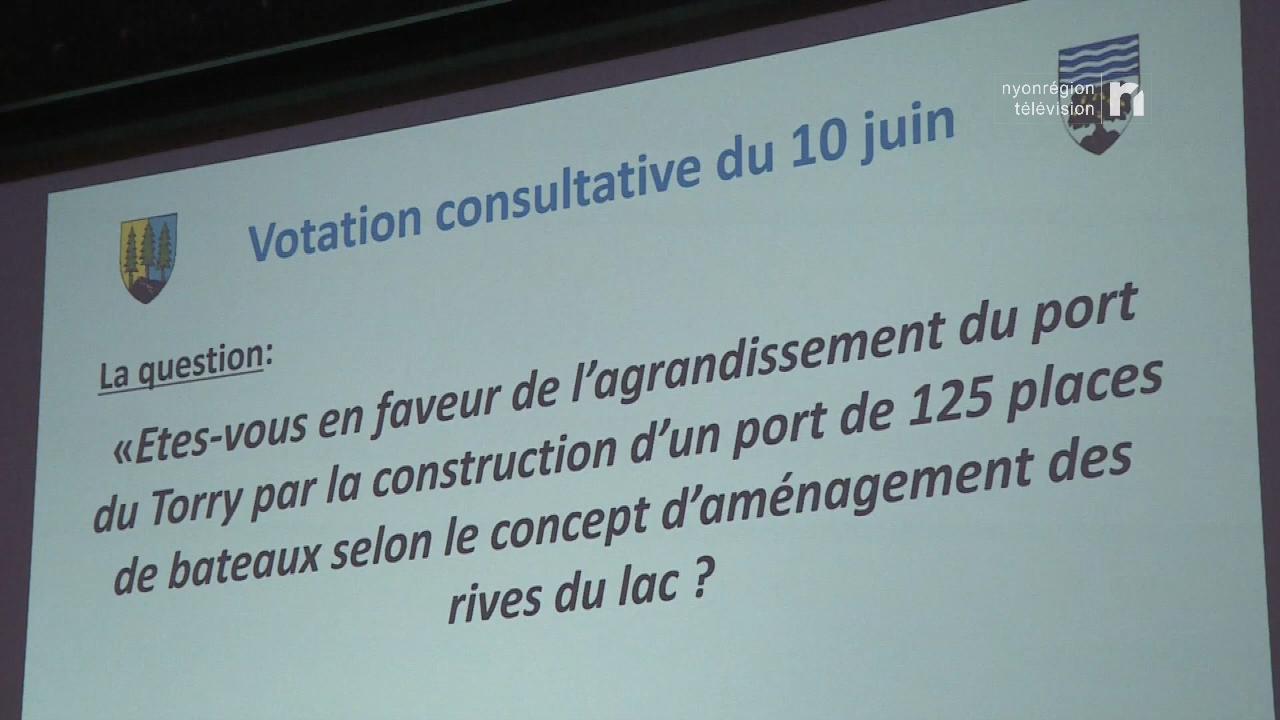 nyonrégion
télévision
Votation consultative du 10 juin
La question:
«Etes-vous en faveur de l’agrandissement du port
du Torry par la construction d’un port de 125 places
de bateaux selon le concept d’aménagement des
rives du lac ?